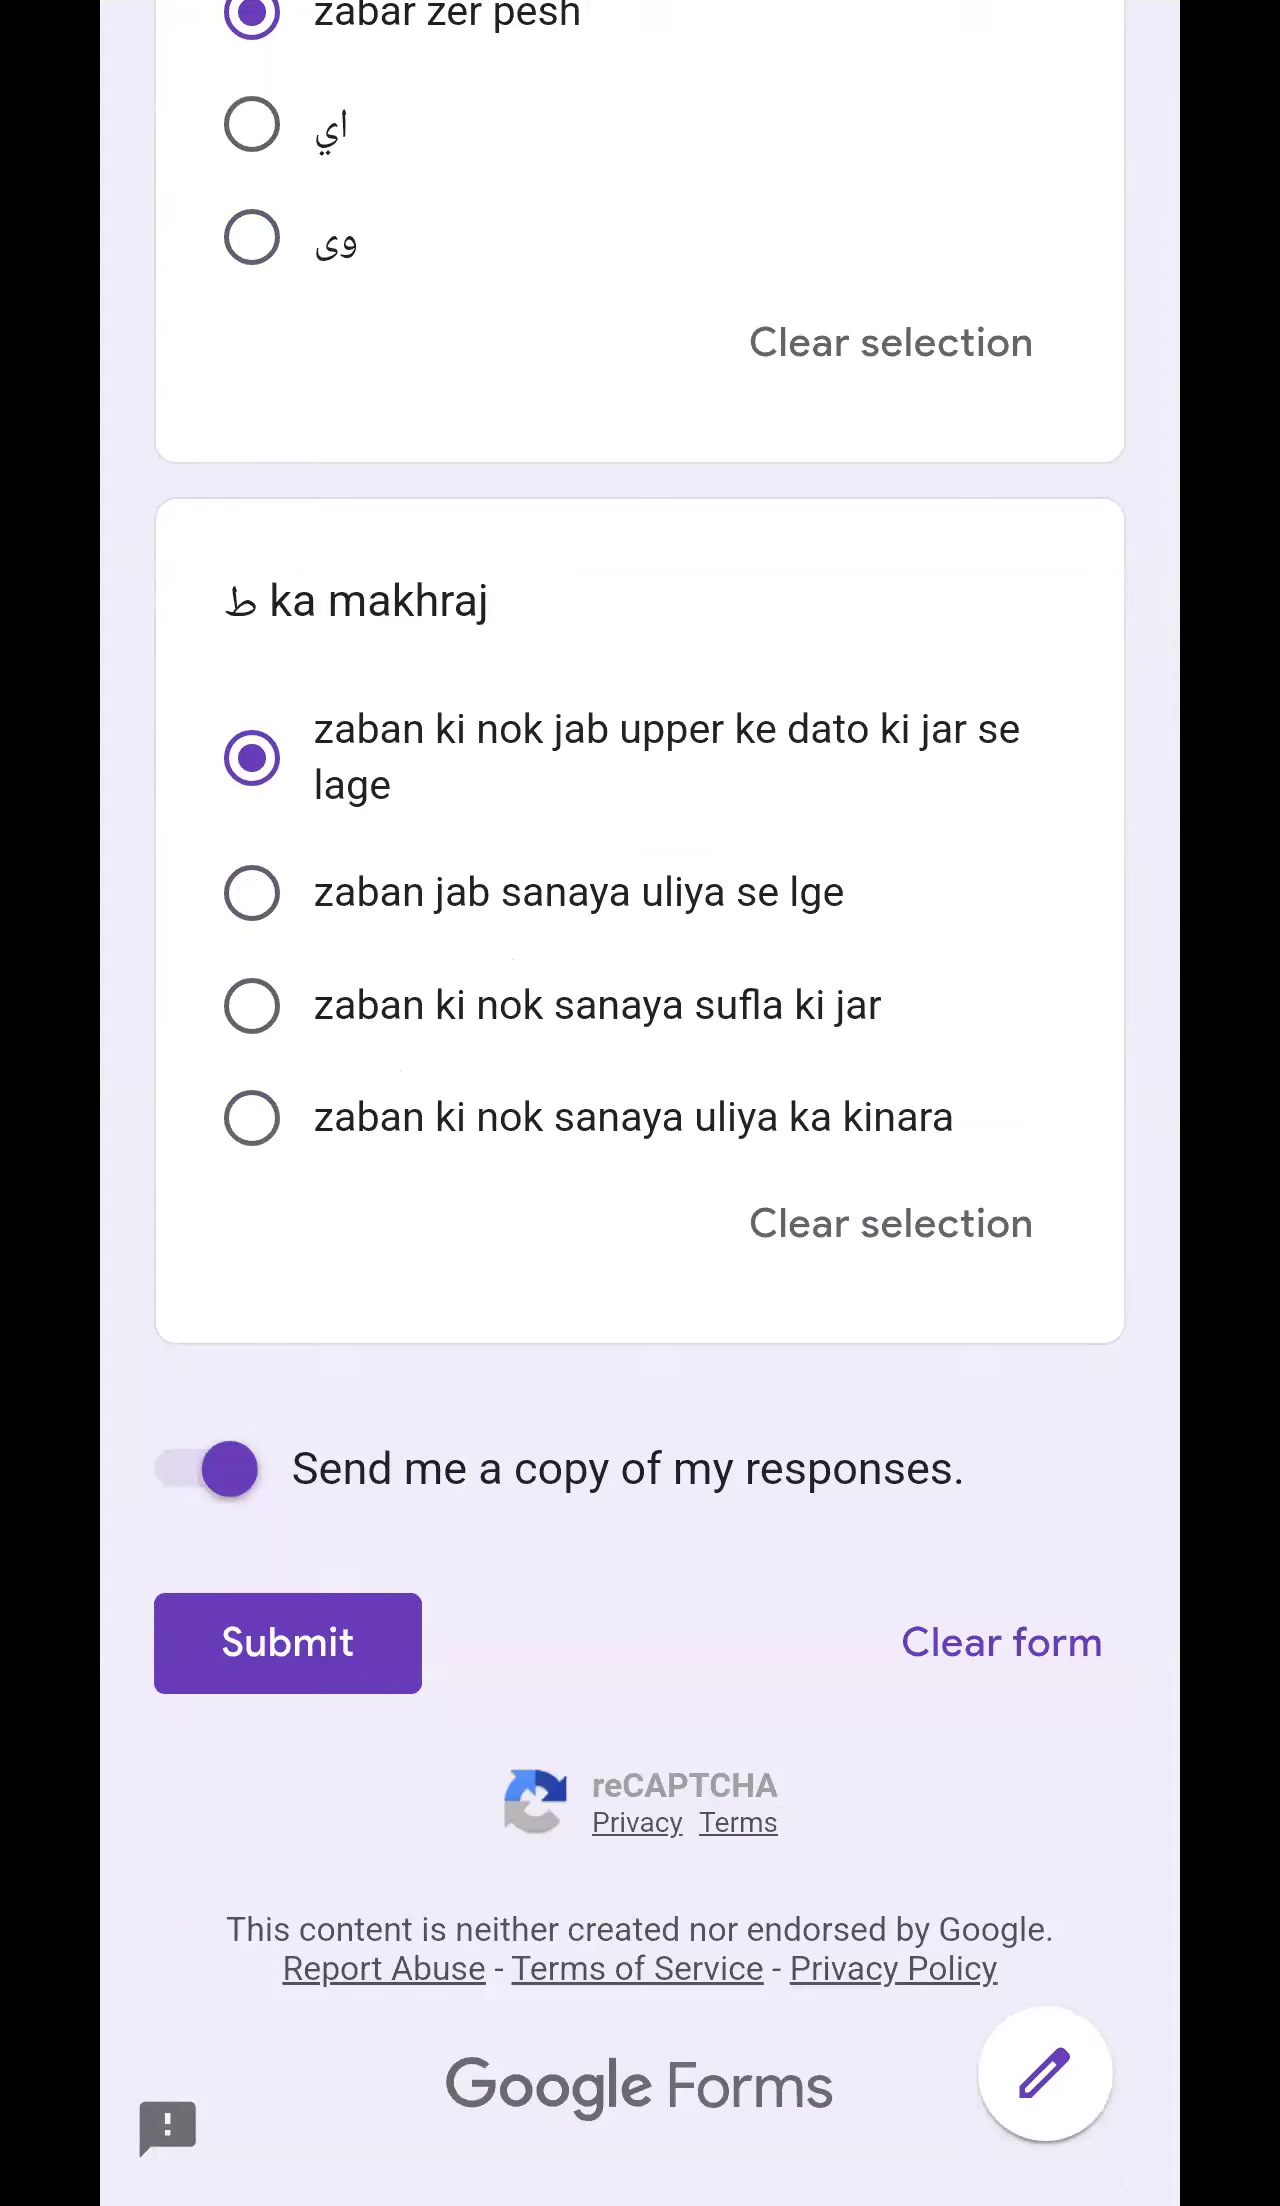 zabar zer pesh
اي
وى
Clear selection
ط ka makhraj
zaban ki nok jab upper ke dato ki jar se
lage
zaban jab sanaya uliya se lge
zaban ki nok sanaya sufla ki jar
zaban ki nok sanaya uliya ka kinara
Clear selection
Send me a copy of my responses.
Submit
Clear form
reCAPTCHA
Privacy Terms
This content is neither created nor endorsed by Google.
Report Abuse - Terms of Service - Privacy Policy
Google Forms